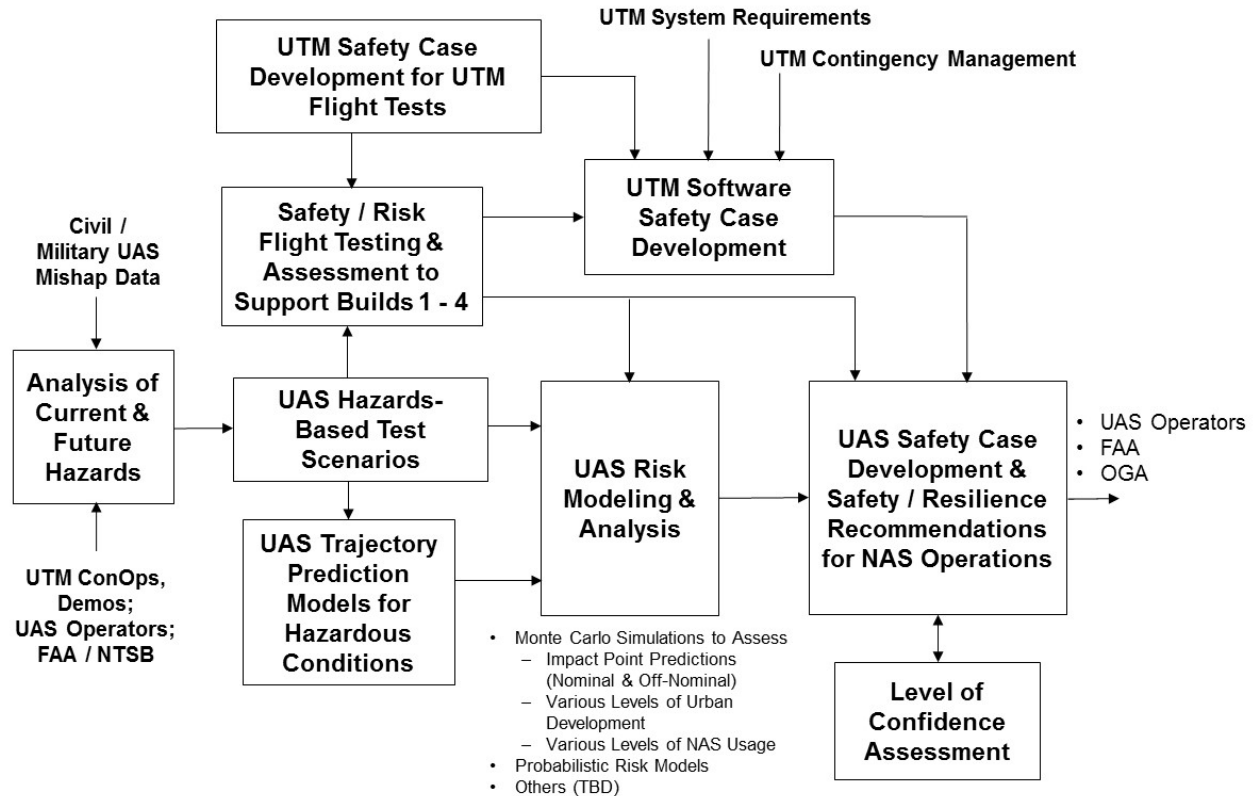 UTM System Requirements
UTM Contingency Management
UTM Safety Case
Development for UTM
Flight Tests
UTM Software
Safety Case
Development
Safety / Risk
Flight Testing &
Assessment to
Support Builds 1 - 4
Civil /
Military UAS
Mishap Data
Analysis of
Current &
Future
Hazards
UTM ConOps,
Demos;
UAS Operators;
FAA / NTSB
UAS Hazards-
Based Test
Scenarios
UAS Trajectory
Prediction
Models for
Hazardous
Conditions
UAS Risk
Modeling &
Analysis
• Monte Carlo Simulations to Assess
– Impact Point Predictions
(Nominal & Off-Nominal)
– Various Levels of Urban
Development
– Various Levels of NAS Usage
• Probabilistic Risk Models
• Others (TBD)
UAS Safety Case
Development &
Safety / Resilience
Recommendations
for NAS Operations
• UAS Operators
• FAA
• OGA
Level of
Confidence
Assessment